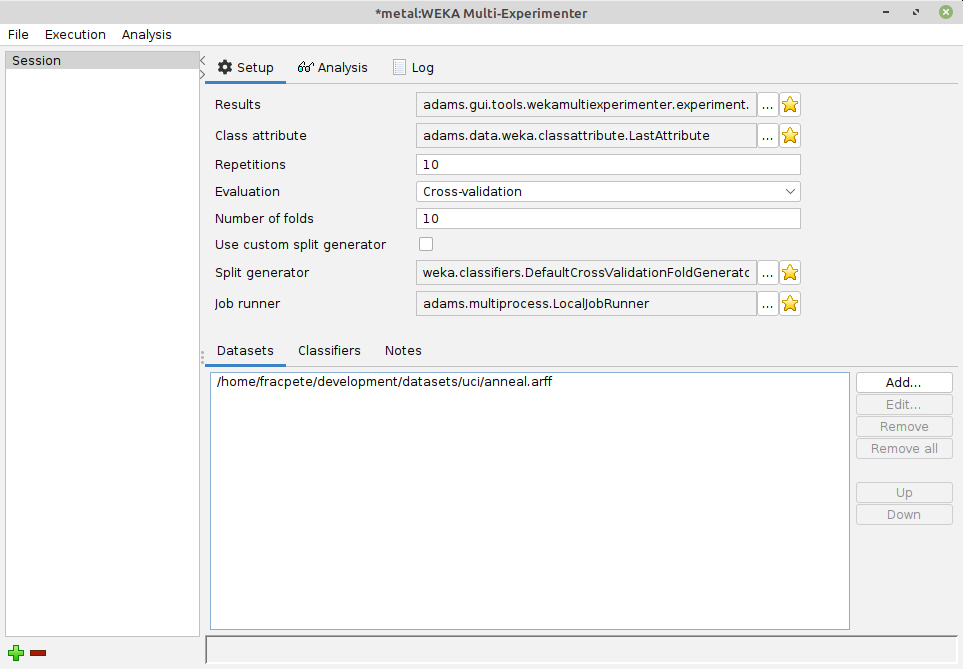 *metal:WEKA Multi-Experimenter
File Execution Analysis
Session
Setup Analysis Log
Results adams.gui.tools.wekamultiexperimenter.experiment. ...
Class attribute adams.data.weka.classattribute.LastAttribute ...
Repetitions 10
Evaluation Cross-validation
Number of folds 10
Use custom split generator
Split generator weka.classifiers.DefaultCrossValidationFoldGenerato ...
Job runner adams.multiprocess.LocalJobRunner ...
Datasets Classifiers Notes
/home/fracpete/development/datasets/uci/anneal.arff
Add...
Edit...
Remove
Remove all
Up
Down